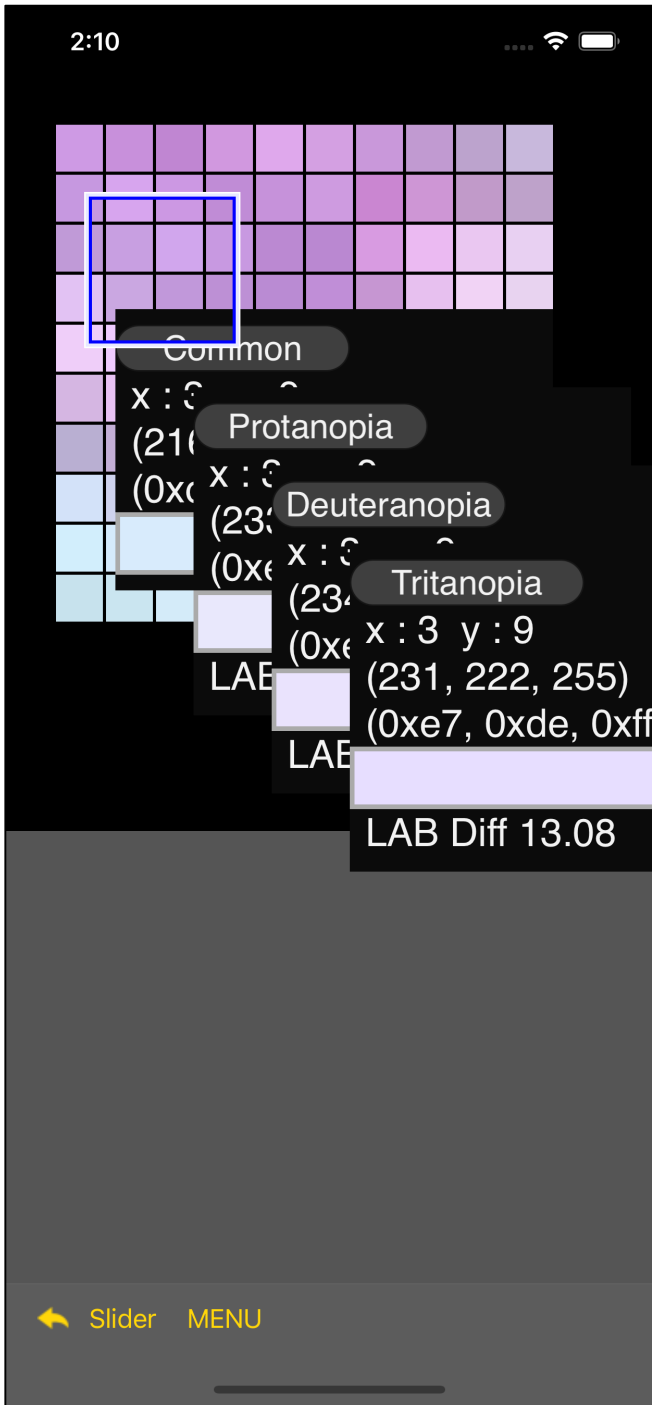 2:10
Common
x : 3
(216
(0x
Protanopia
x : 3
(233
(0xe
LAB
Deuteranopia
x : 3
(234
(0xe
LAB
Tritanopia
x : 3 y : 9
(231, 222, 255)
(0xe7, 0xde, 0xff
LAB Diff 13.08
Slider
MENU